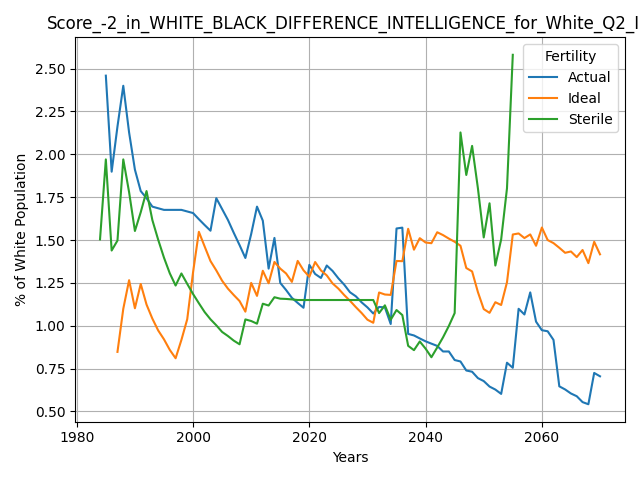 Score_-2_in_WHITE_BLACK_DIFFERENCE_INTELLIGENCE_for_White_Q2_I
Fertility
Actual
Ideal
Sterile
% of White Population
2.50
2.25
2.00
1.75
1.50
1.25
1.00
0.75
0.50
1980 2000 2020 2040 2060
Years